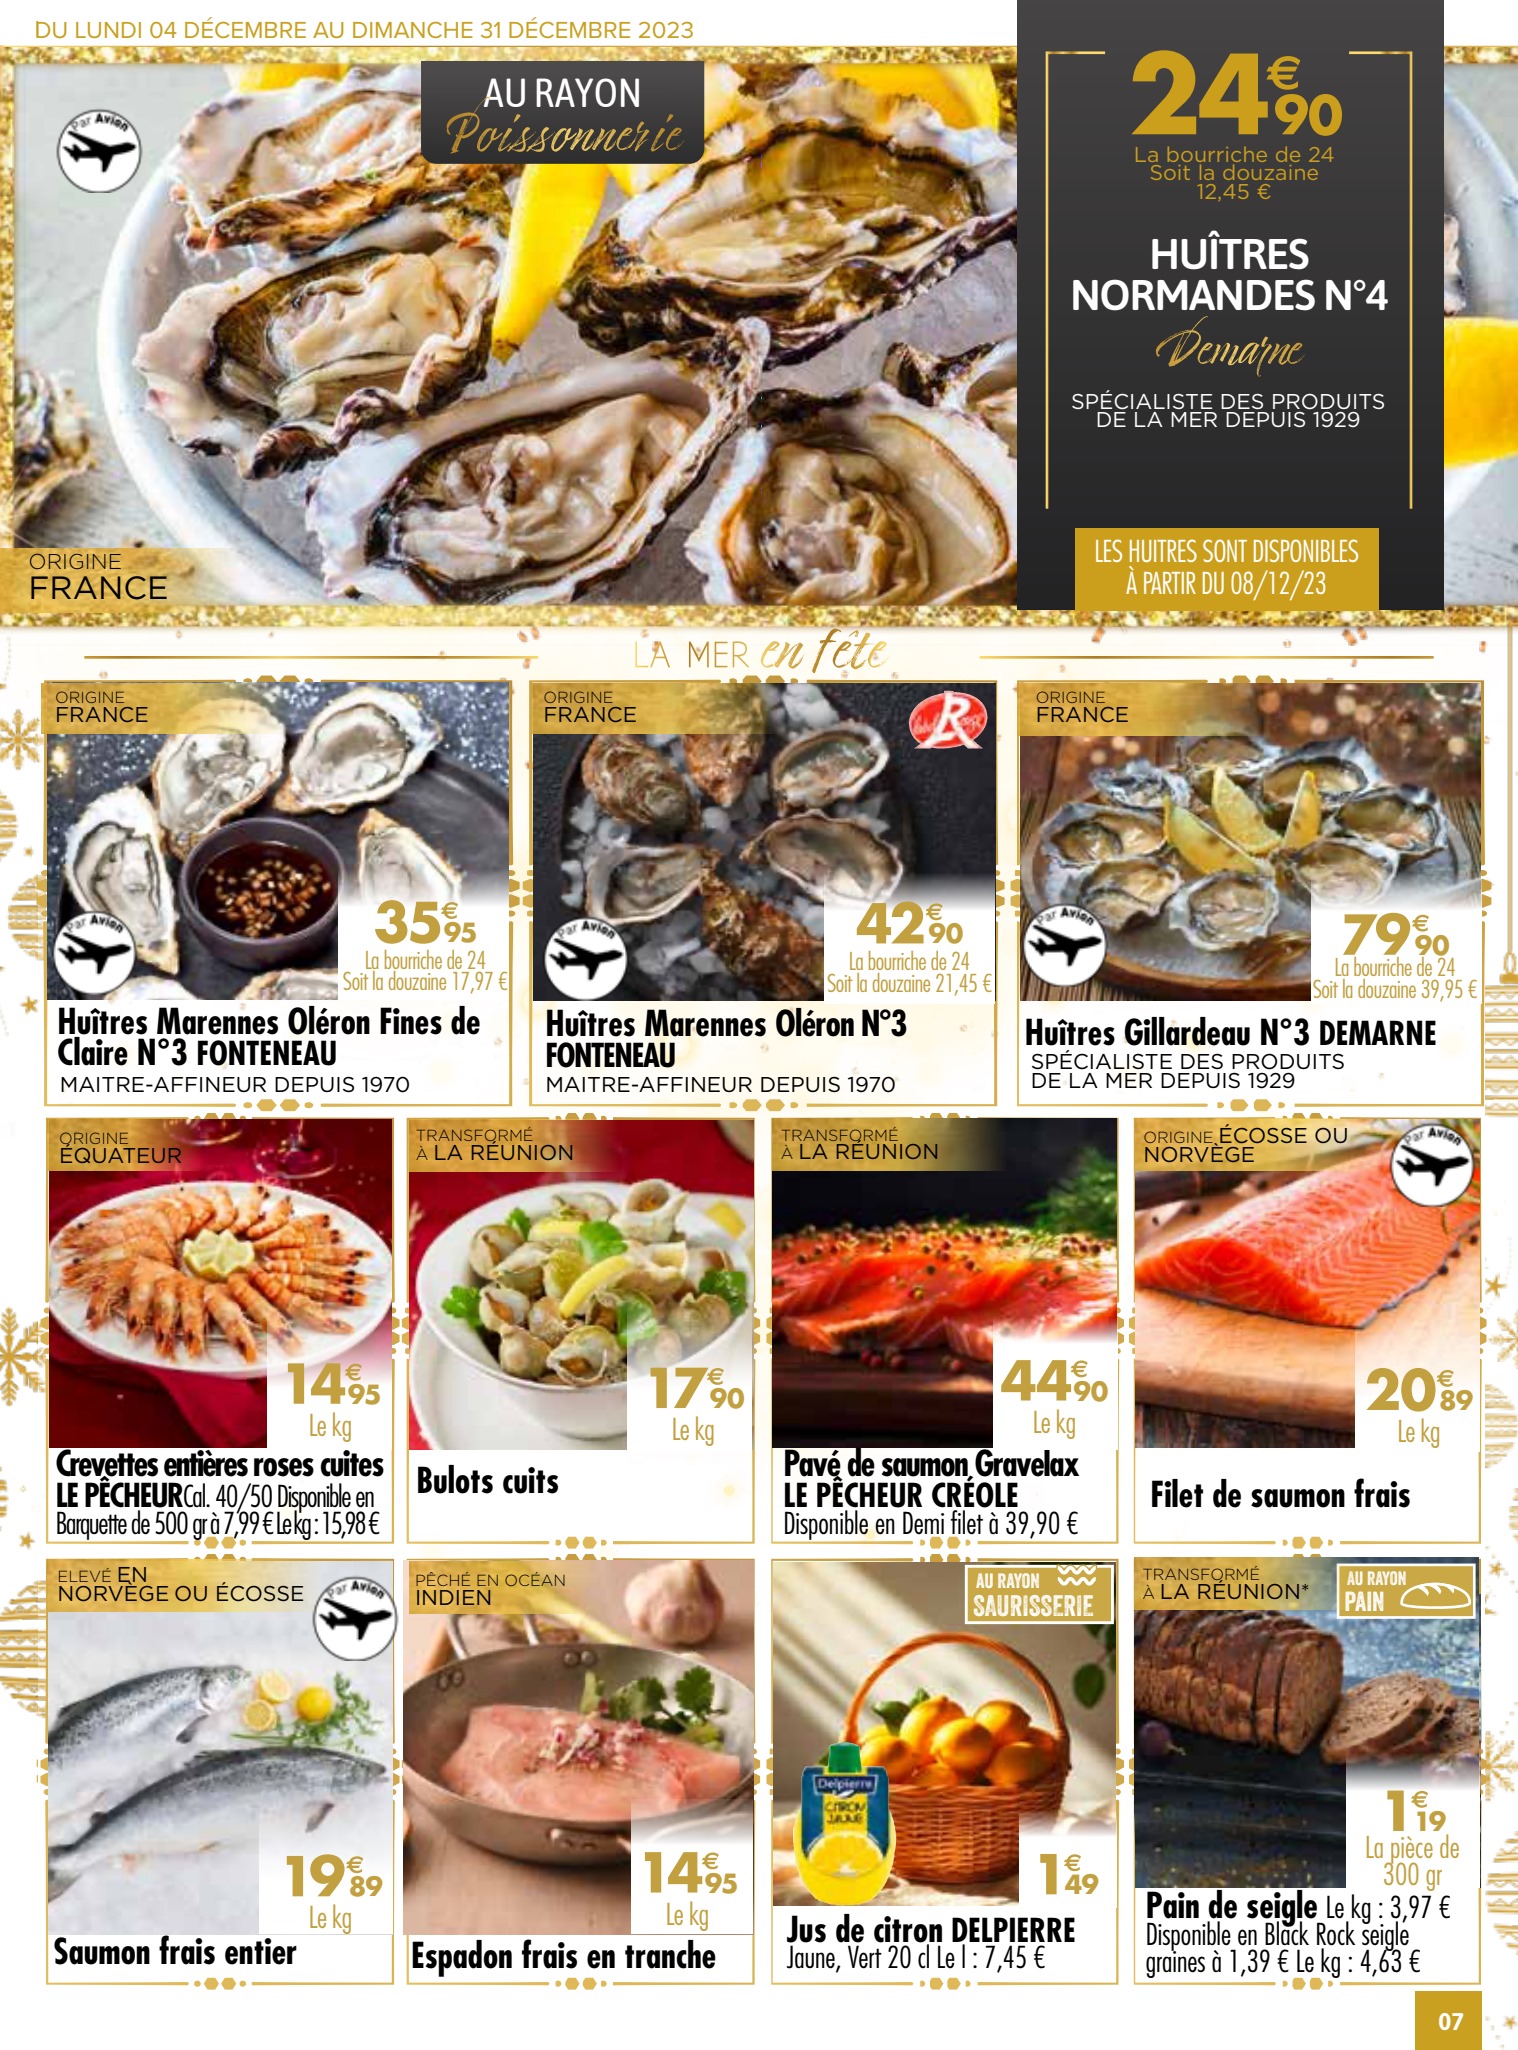 DU LUNDI 04 DÉCEMBRE AU DIMANCHE 31 DÉCEMBRE 2023
Par Avion
AU RAYON
Poissonnerie
24€90
La bourriche de 24
Soit la douzaine
12,45 €
HUÎTRES
NORMANDES N°4
Demarne
SPÉCIALISTE DES PRODUITS
DE LA MER DEPUIS 1929
LES HUITRES SONT DISPONIBLES
À PARTIR DU 08/12/23
ORIGINE
FRANCE
LA MER en fête
ORIGINE
FRANCE
Par Avion
35€95
La bourriche de 24
Soit la douzaine 17,97 €
Huîtres Marennes Oléron Fines de
Claire N°3 FONTENEAU
MAITRE-AFFINEUR DEPUIS 1970
ORIGINE
FRANCE
Label Rouge
Par Avion
42€90
La bourriche de 24
Soit la douzaine 21,45 €
Huîtres Marennes Oléron N°3
FONTENEAU
MAITRE-AFFINEUR DEPUIS 1970
ORIGINE
FRANCE
Par Avion
79€90
La bourriche de 24
Soit la douzaine 39,95 €
Huîtres Gillardeau N°3 DEMARNE
SPÉCIALISTE DES PRODUITS
DE LA MER DEPUIS 1929
ORIGINE
ÉQUATEUR
14€95
Le kg
Crevettes entières roses cuites
LE PÊCHEUR Cal. 40/50 Disponible en
Barquette de 500 gr à 7,99 € Le kg : 15,98 €
TRANSFORMÉ
À LA RÉUNION
17€90
Le kg
Bulots cuits
TRANSFORMÉ
À LA RÉUNION
44€90
Le kg
Pavé de saumon Gravelax
LE PÊCHEUR CRÉOLE
Disponible en Demi filet à 39,90 €
ORIGINE ÉCOSSE OU
NORVÈGE
Par Avion
20€89
Le kg
Filet de saumon frais
ELEVÉ EN
NORVÈGE OU ÉCOSSE
Par Avion
19€89
Le kg
Saumon frais entier
PÊCHÉ EN OCÉAN
INDIEN
14€95
Le kg
Espadon frais en tranche
AU RAYON
SAURISSERIE
Delpierre
CITRON
JAUNE
1€49
Jus de citron DELPIERRE
Jaune, Vert 20 cl Le l : 7,45 €
TRANSFORMÉ
À LA RÉUNION*
AU RAYON
PAIN
1€19
La pièce de
300 gr
Pain de seigle Le kg : 3,97 €
Disponible en Black Rock seigle
graines à 1,39 € Le kg : 4,63 €
07